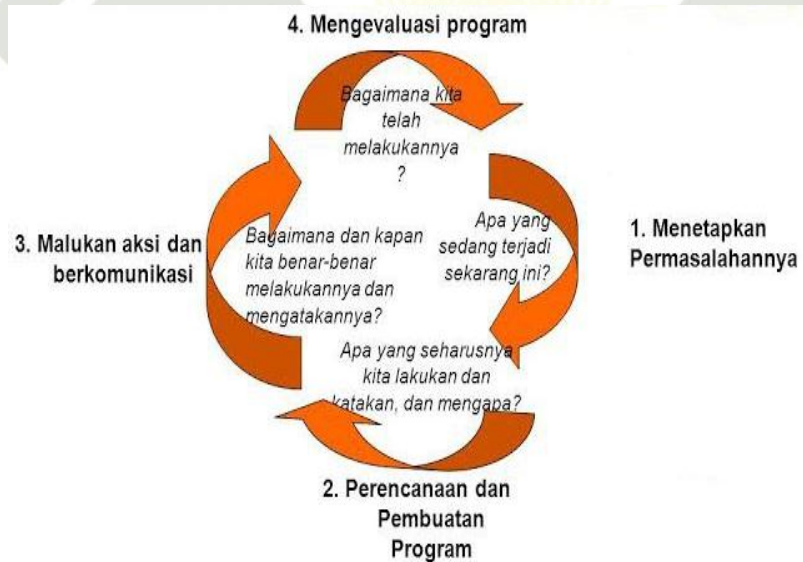 4. Mengevaluasi program
Bagaimana kita
telah
melakukannya
?
Apa yang
sedang terjadi
sekarang ini?
1. Menetapkan
Permasalahannya
3. Malukan aksi dan
berkomunikasi
Bagaimana dan kapan
kita benar-benar
melakukannya dan
mengatakannya?
Apa yang seharusnya
kita lakukan dan
katakan, dan mengapa?
2. Perencanaan dan
Pembuatan
Program